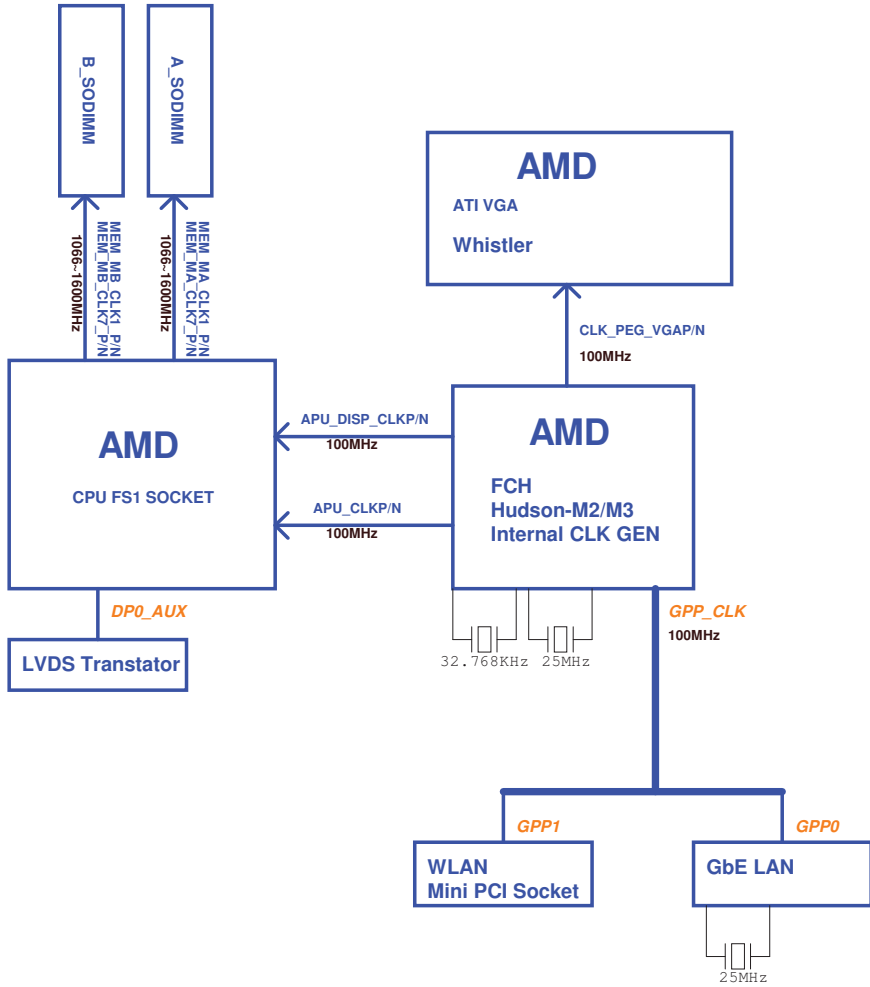 B_SODIMM
A_SODIMM
MEM_MB_CLK1_P/N
MEM_MB_CLK7_P/N
1066~1600MHz
MEM_MA_CLK1_P/N
MEM_MA_CLK7_P/N
1066~1600MHz
AMD
ATI VGA
Whistler
CLK_PEG_VGAP/N
100MHz
AMD
CPU FS1 SOCKET
APU_DISP_CLKP/N
100MHz
APU_CLKP/N
100MHz
AMD
FCH
Hudson-M2/M3
Internal CLK GEN
DP0_AUX
LVDS Transtator
32.768KHz
25MHz
GPP_CLK
100MHz
GPP1
WLAN
Mini PCI Socket
GPP0
GbE LAN
25MHz